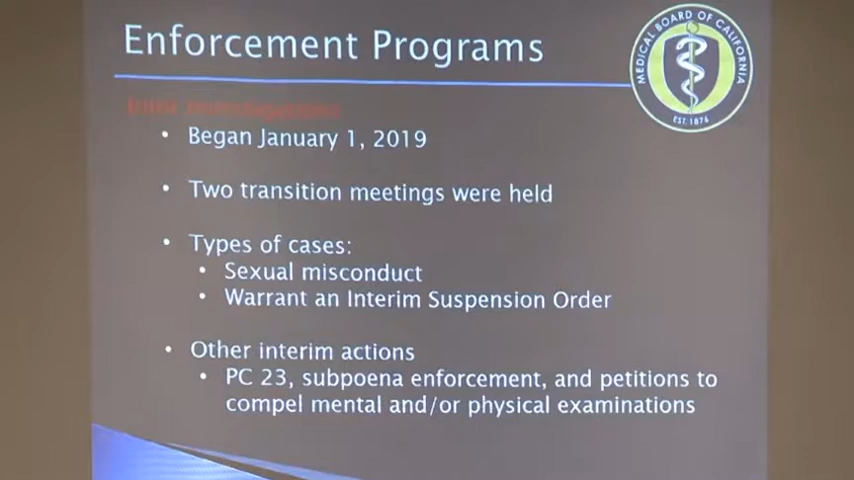 Enforcement Programs
MEDICAL BOARD OF CALIFORNIA
EST. 1876
• Began January 1, 2019
• Two transition meetings were held
• Types of cases:
• Sexual misconduct
• Warrant an Interim Suspension Order
• Other interim actions
• PC 23, subpoena enforcement, and petitions to
compel mental and/or physical examinations